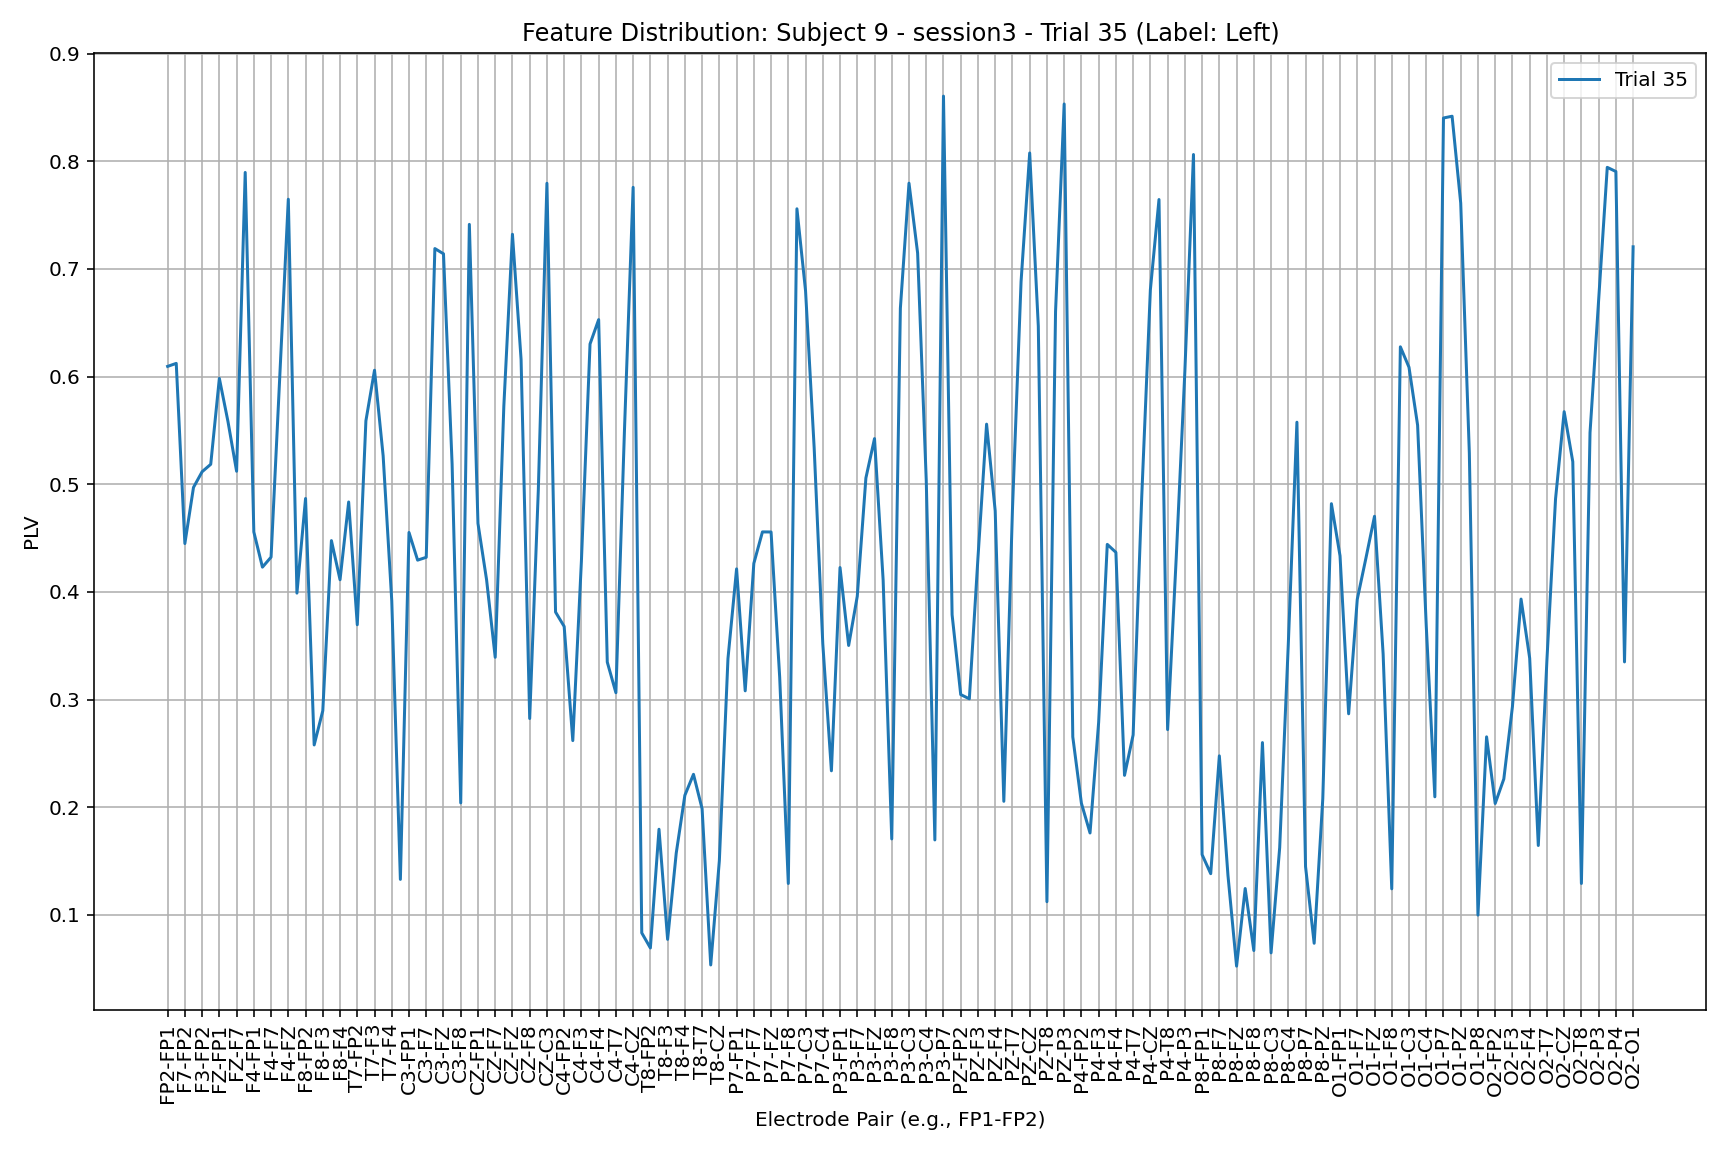 Feature Distribution: Subject 9 - session3 - Trial 35 (Label: Left)
Trial 35
PLV
0.9
0.8
0.7
0.6
0.5
0.4
0.3
0.2
0.1
FP2-FP1
F7-FP2
F3-FP2
FZ-FP1
FZ-F7
F4-FP1
F4-F7
F4-FZ
F8-FP2
F8-F3
F8-F4
T7-FP2
T7-F3
T7-F4
C3-FP1
C3-F7
C3-FZ
C3-F8
CZ-FP1
CZ-F7
CZ-FZ
CZ-F8
CZ-C3
C4-FP2
C4-F3
C4-F4
C4-T7
C4-CZ
T8-FP2
T8-F3
T8-F4
T8-T7
T8-CZ
P7-FP1
P7-F7
P7-FZ
P7-F8
P7-C3
P7-C4
P3-FP1
P3-F7
P3-FZ
P3-F8
P3-C3
P3-C4
P3-P7
PZ-FP2
PZ-F3
PZ-F4
PZ-T7
PZ-CZ
PZ-T8
PZ-P3
P4-FP2
P4-F3
P4-F4
P4-T7
P4-CZ
P4-T8
P4-P3
P8-FP1
P8-F7
P8-FZ
P8-F8
P8-C3
P8-C4
P8-P7
P8-PZ
O1-FP1
O1-F7
O1-FZ
O1-F8
O1-C3
O1-C4
O1-P7
O1-PZ
O1-P8
O2-FP2
O2-F3
O2-F4
O2-T7
O2-CZ
O2-T8
O2-P3
O2-P4
O2-O1
Electrode Pair (e.g., FP1-FP2)